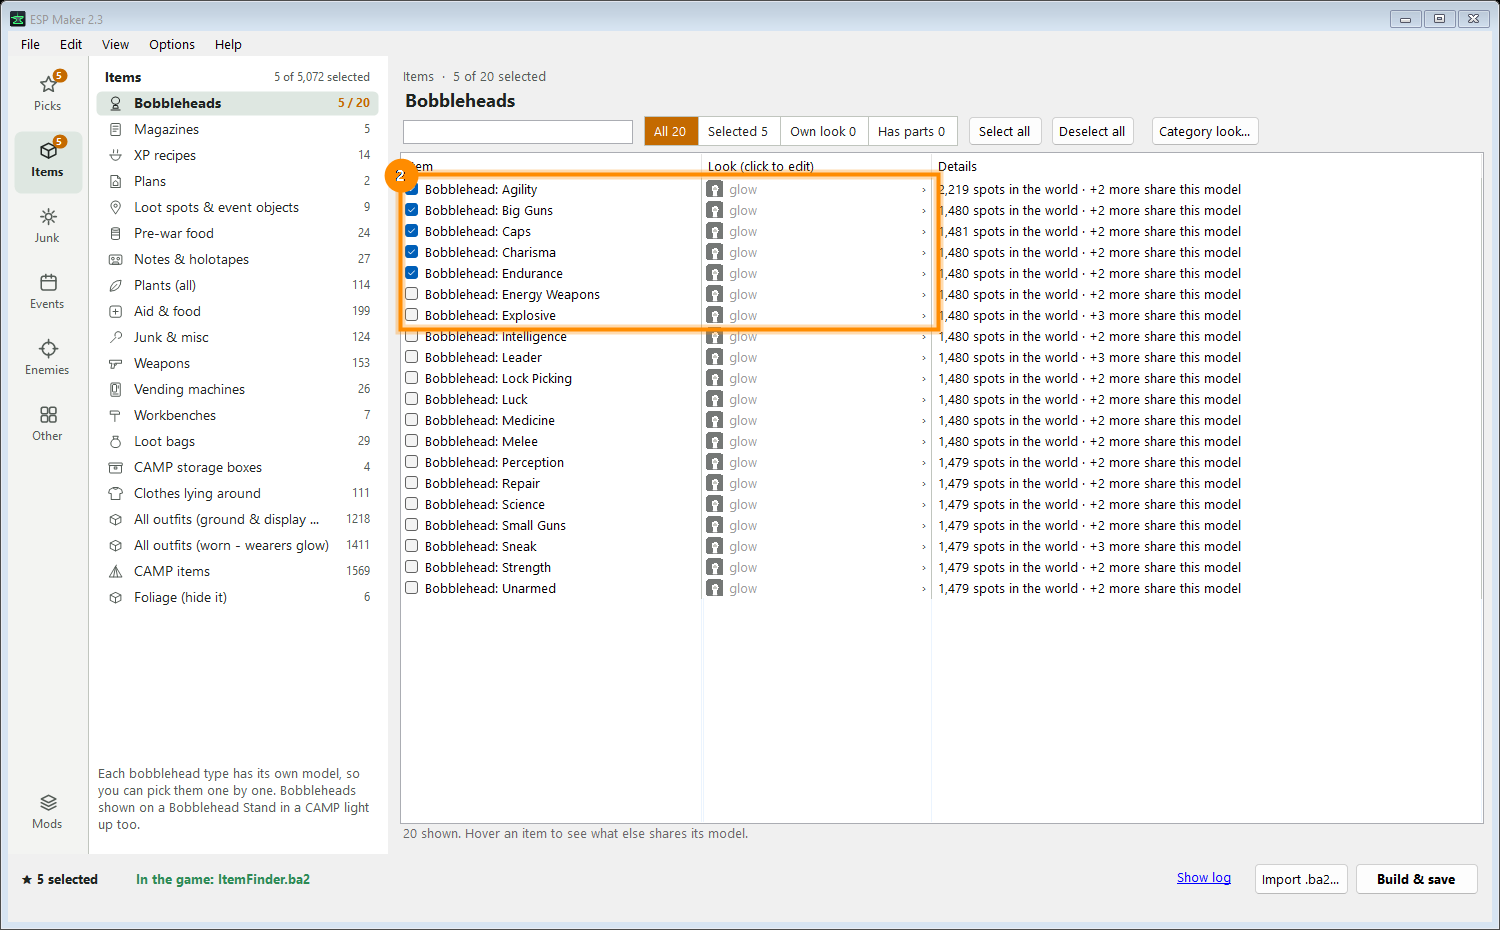 ESP Maker 2.3
File Edit View Options Help
5
Picks
5
Items
Junk
Events
Enemies
Other
Mods
Items 5 of 5,072 selected
Bobbleheads 5 / 20
Magazines 5
XP recipes 14
Plans 2
Loot spots & event objects 9
Pre-war food 24
Notes & holotapes 27
Plants (all) 114
Aid & food 199
Junk & misc 124
Weapons 153
Vending machines 26
Workbenches 7
Loot bags 29
CAMP storage boxes 4
Clothes lying around 111
All outfits (ground & display ... 1218
All outfits (worn - wearers glow) 1411
CAMP items 1569
Foliage (hide it) 6
Each bobblehead type has its own model, so
you can pick them one by one. Bobbleheads
shown on a Bobblehead Stand in a CAMP light
up too.
Items · 5 of 20 selected
Bobbleheads
All 20 Selected 5 Own look 0 Has parts 0 Select all Deselect all Category look...
Look (click to edit) Details
2
Bobblehead: Agility glow › 2,219 spots in the world · +2 more share this model
Bobblehead: Big Guns glow › 1,480 spots in the world · +2 more share this model
Bobblehead: Caps glow › 1,481 spots in the world · +2 more share this model
Bobblehead: Charisma glow › 1,480 spots in the world · +2 more share this model
Bobblehead: Endurance glow › 1,480 spots in the world · +2 more share this model
Bobblehead: Energy Weapons glow › 1,480 spots in the world · +2 more share this model
Bobblehead: Explosive glow › 1,480 spots in the world · +3 more share this model
Bobblehead: Intelligence glow › 1,480 spots in the world · +2 more share this model
Bobblehead: Leader glow › 1,480 spots in the world · +3 more share this model
Bobblehead: Lock Picking glow › 1,480 spots in the world · +2 more share this model
Bobblehead: Luck glow › 1,480 spots in the world · +2 more share this model
Bobblehead: Medicine glow › 1,480 spots in the world · +2 more share this model
Bobblehead: Melee glow › 1,480 spots in the world · +2 more share this model
Bobblehead: Perception glow › 1,479 spots in the world · +2 more share this model
Bobblehead: Repair glow › 1,479 spots in the world · +2 more share this model
Bobblehead: Science glow › 1,479 spots in the world · +2 more share this model
Bobblehead: Small Guns glow › 1,479 spots in the world · +2 more share this model
Bobblehead: Sneak glow › 1,479 spots in the world · +3 more share this model
Bobblehead: Strength glow › 1,479 spots in the world · +2 more share this model
Bobblehead: Unarmed glow › 1,479 spots in the world · +2 more share this model
20 shown. Hover an item to see what else shares its model.
★ 5 selected In the game: ItemFinder.ba2 Show log Import .ba2... Build & save